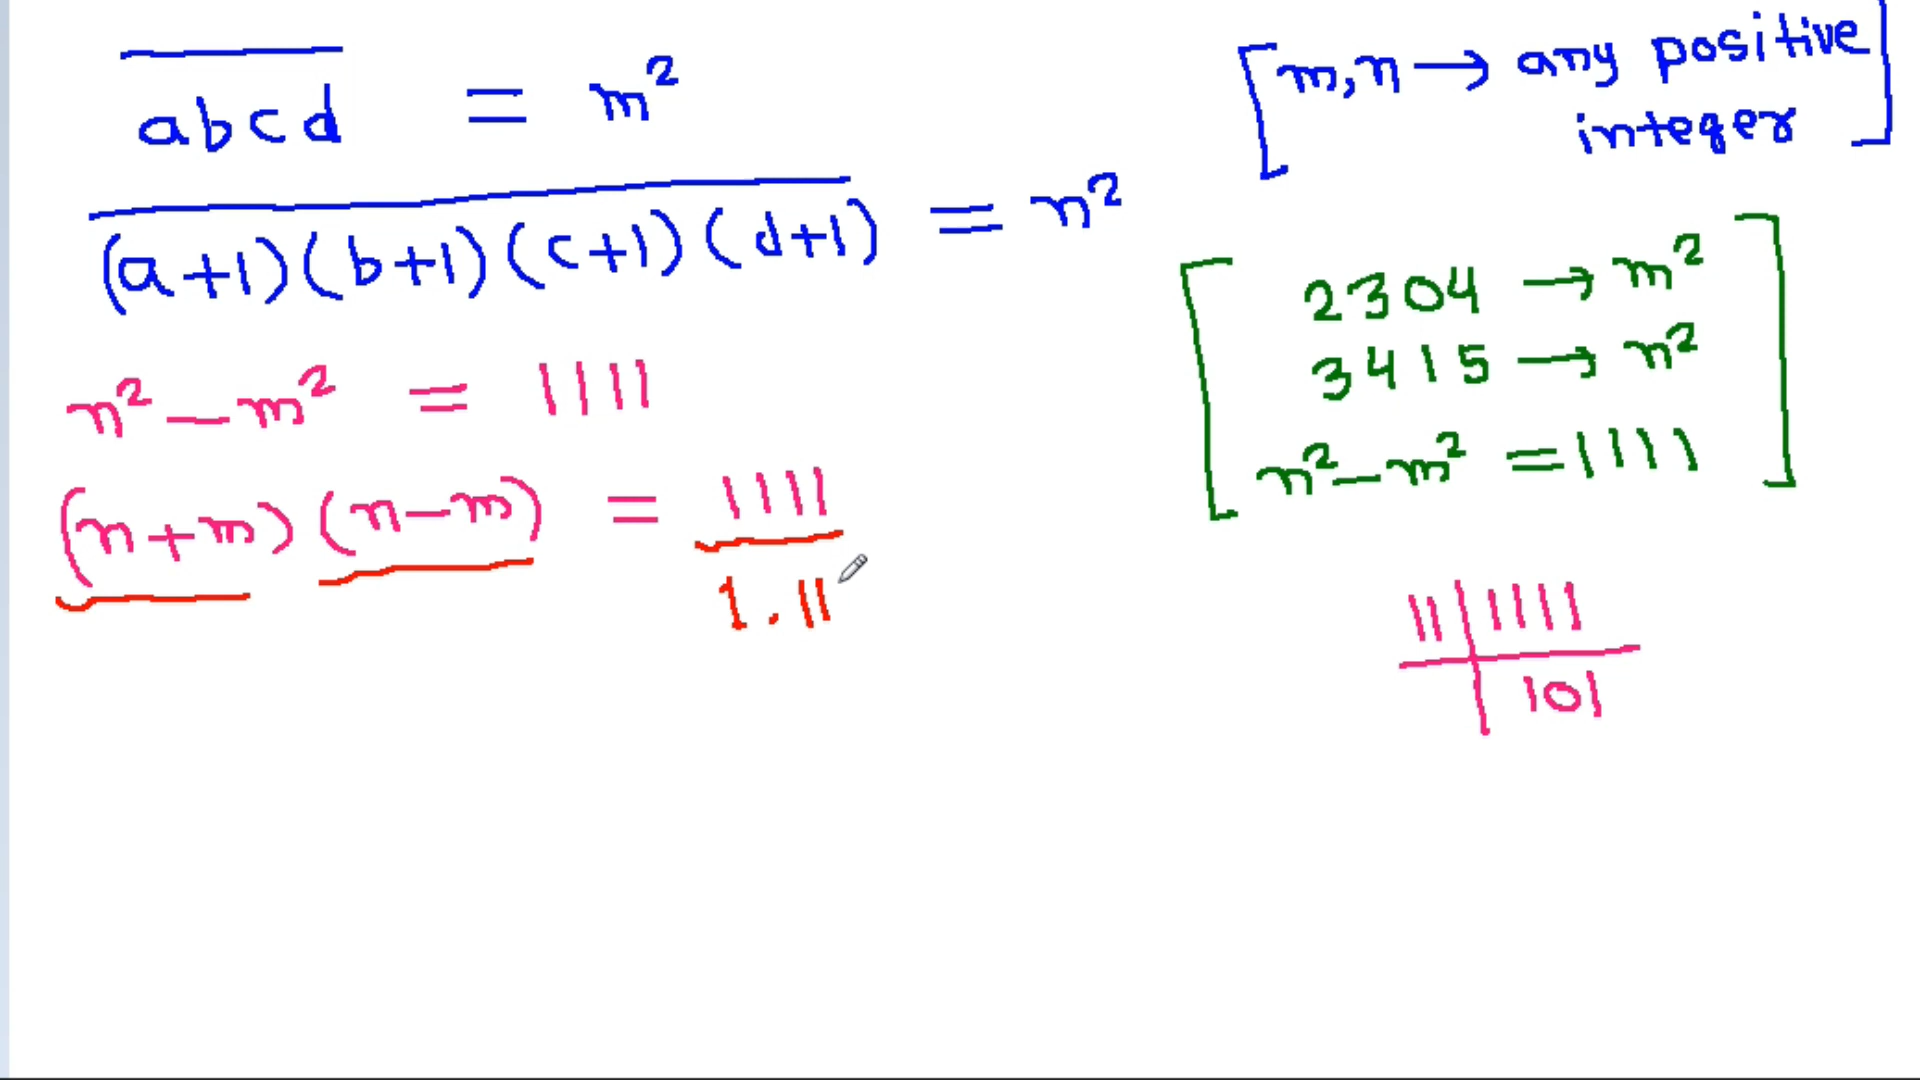 abcd = m²
(a+1)(b+1)(c+1)(d+1) = n²
n² - m² = 1111
(n+m)(n-m) = 1111
1.11
[m,n → any positive
integer]
2304 → m²
3415 → n²
n² - m² = 1111
11 | 1111
101